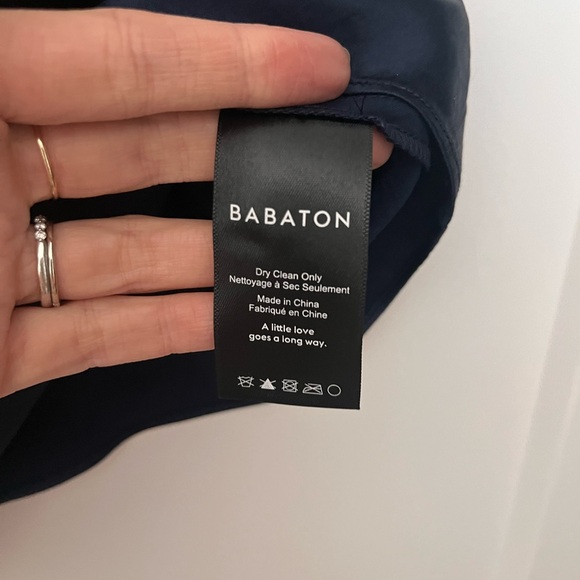 BABATON
Dry Clean Only
Nettoyage à Sec Seulement
Made in China
Fabriqué en Chine
A little love
goes a long way.